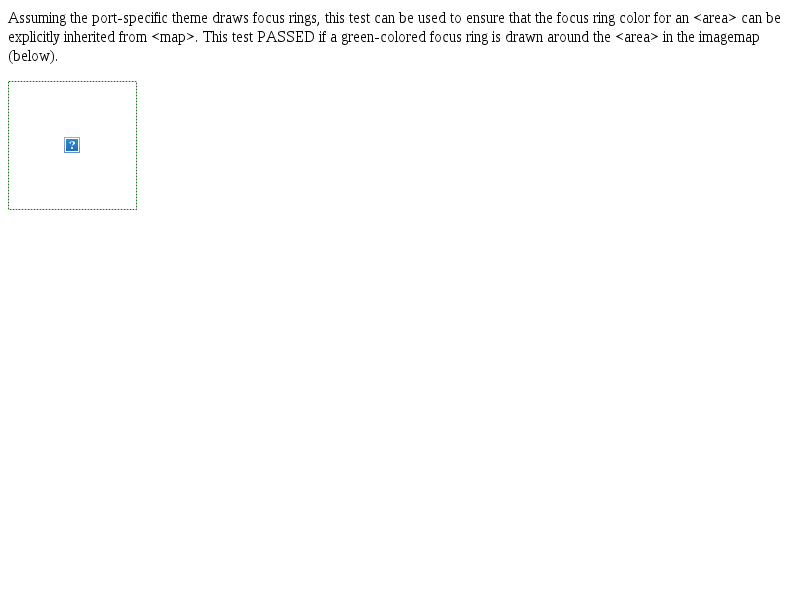 Assuming the port-specific theme draws focus rings, this test can be used to ensure that the focus ring color for an <area> can be
explicitly inherited from <map>. This test PASSED if a green-colored focus ring is drawn around the <area> in the imagemap
(below).
?